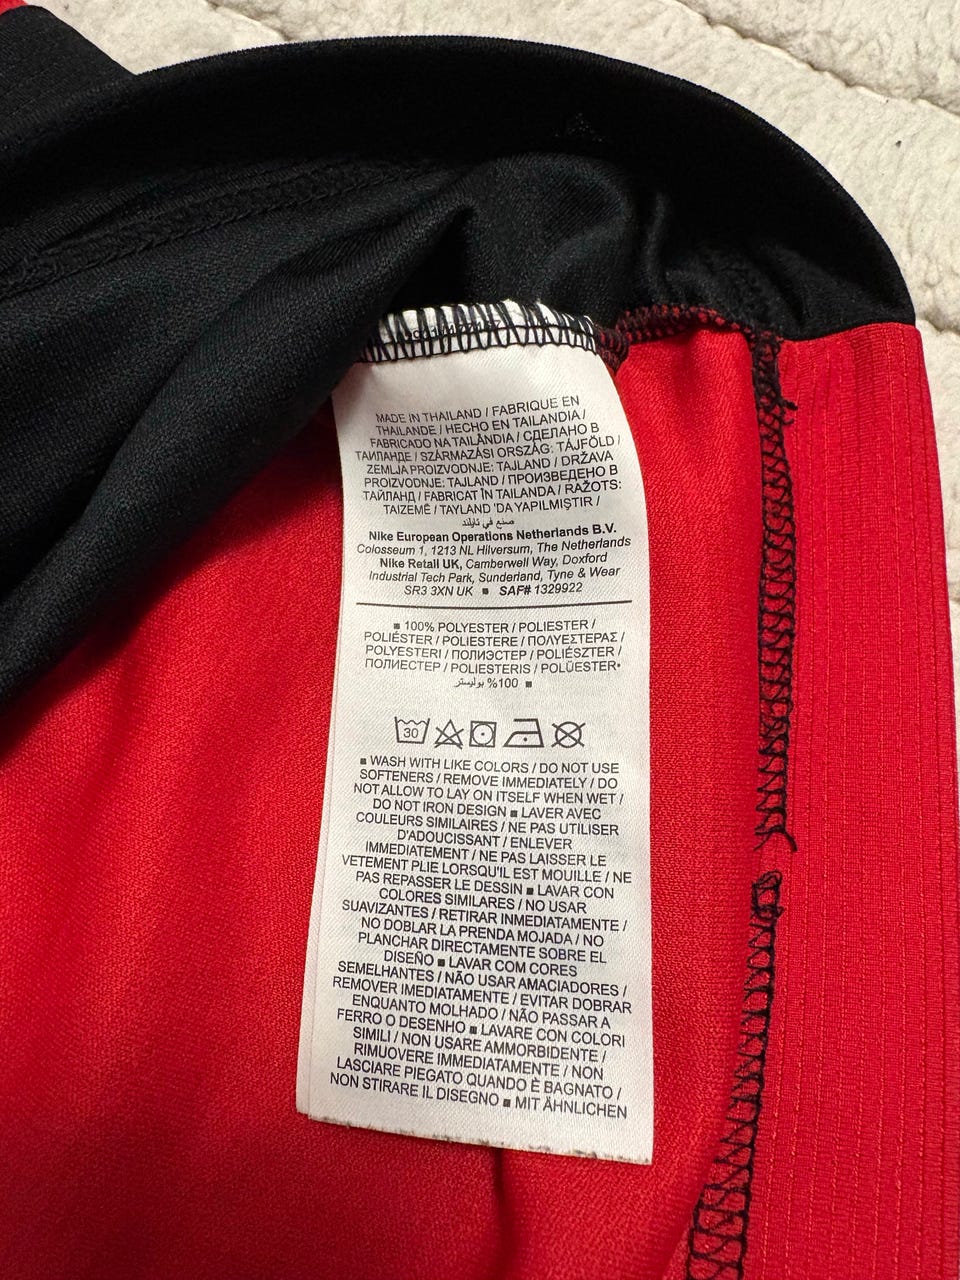 MADE IN THAILAND / FABRIQUE EN
THAILANDE / HECHO EN TAILANDIA /
FABRICADO NA TAILÂNDIA / СДЕЛАНО В
ТАИЛАНДЕ / SZÁRMAZÁSI ORSZÁG: TÁJFÖLD /
ZEMLJA PROIZVODNJE: TAJLAND / DRŽAVA
PROIZVODNJE: TAJLAND / ПРОИЗВЕДЕНО В
ТАЙЛАНД / FABRICAT ÎN TAILANDA / RAŽOTS:
TAIZEMĒ / TAYLAND 'DA YAPILMIŞTIR /
صنع في تايلند
Nike European Operations Netherlands B.V.
Colosseum 1, 1213 NL Hilversum, The Netherlands
Nike Retail UK, Camberwell Way, Doxford
Industrial Tech Park, Sunderland, Tyne & Wear
SR3 3XN UK ■ SAF# 1329922
■ 100% POLYESTER / POLIESTER /
POLIÉSTER / POLIESTERE / ΠΟΛΥΕΣΤΕΡΑΣ /
POLYESTERI / ПОЛИЭСТЕР / POLIÉSZTER /
ПОЛИЕСТЕР / POLIESTERIS / POLÜESTER•
100% بوليستر ■
30
■ WASH WITH LIKE COLORS / DO NOT USE
SOFTENERS / REMOVE IMMEDIATELY / DO
NOT ALLOW TO LAY ON ITSELF WHEN WET /
DO NOT IRON DESIGN ■ LAVER AVEC
COULEURS SIMILAIRES / NE PAS UTILISER
D'ADOUCISSANT / ENLEVER
IMMEDIATEMENT / NE PAS LAISSER LE
VETEMENT PLIE LORSQU'IL EST MOUILLE / NE
PAS REPASSER LE DESSIN ■ LAVAR CON
COLORES SIMILARES / NO USAR
SUAVIZANTES / RETIRAR INMEDIATAMENTE /
NO DOBLAR LA PRENDA MOJADA / NO
PLANCHAR DIRECTAMENTE SOBRE EL
DISEÑO ■ LAVAR COM CORES
SEMELHANTES / NÃO USAR AMACIADORES /
REMOVER IMEDIATAMENTE / EVITAR DOBRAR
ENQUANTO MOLHADO / NÃO PASSAR A
FERRO O DESENHO ■ LAVARE CON COLORI
SIMILI / NON USARE AMMORBIDENTE /
RIMUOVERE IMMEDIATAMENTE / NON
LASCIARE PIEGATO QUANDO È BAGNATO /
NON STIRARE IL DISEGNO ■ MIT ÄHNLICHEN